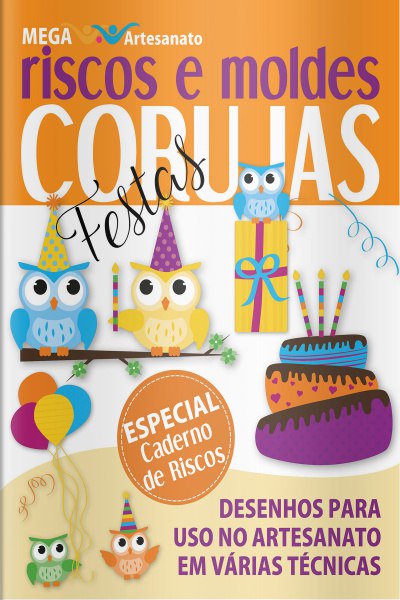 MEGA Artesanato
riscos e moldes
CORUJAS
Festas
ESPECIAL
Caderno
de Riscos
DESENHOS PARA
USO NO ARTESANATO
EM VÁRIAS TÉCNICAS